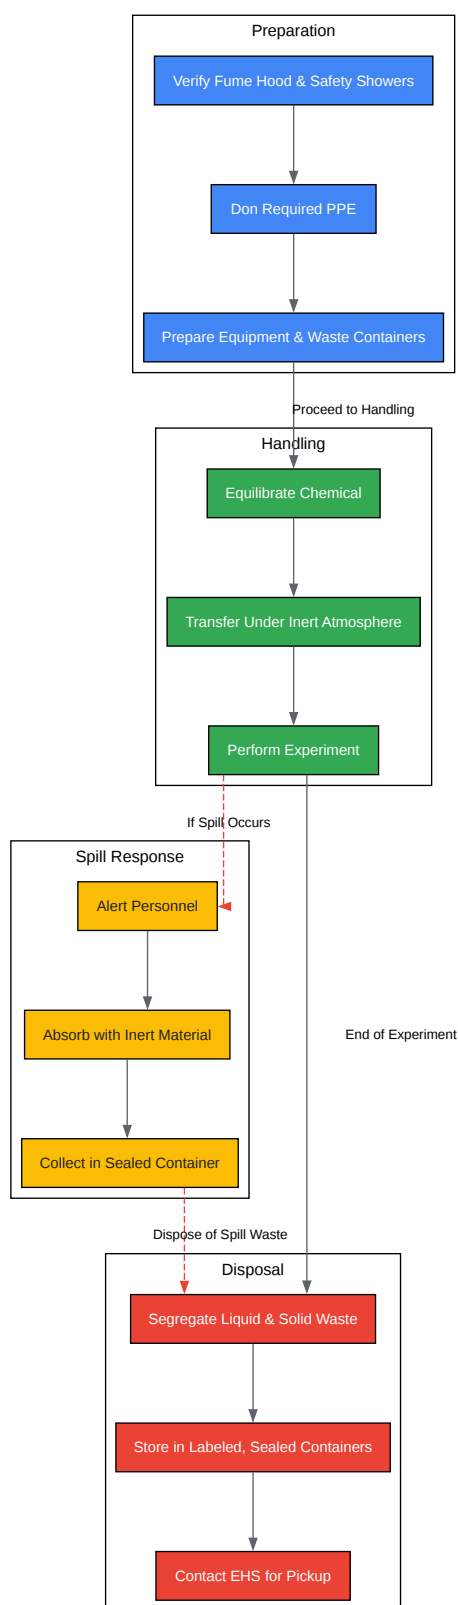 Preparation
Verify Fume Hood & Safety Showers
Don Required PPE
Prepare Equipment & Waste Containers
Proceed to Handling
Handling
Equilibrate Chemical
Transfer Under Inert Atmosphere
Perform Experiment
If Spill Occurs
Spill Response
Alert Personnel
Absorb with Inert Material
End of Experiment
Collect in Sealed Container
Dispose of Spill Waste
Disposal
Segregate Liquid & Solid Waste
Store in Labeled, Sealed Containers
Contact EHS for Pickup